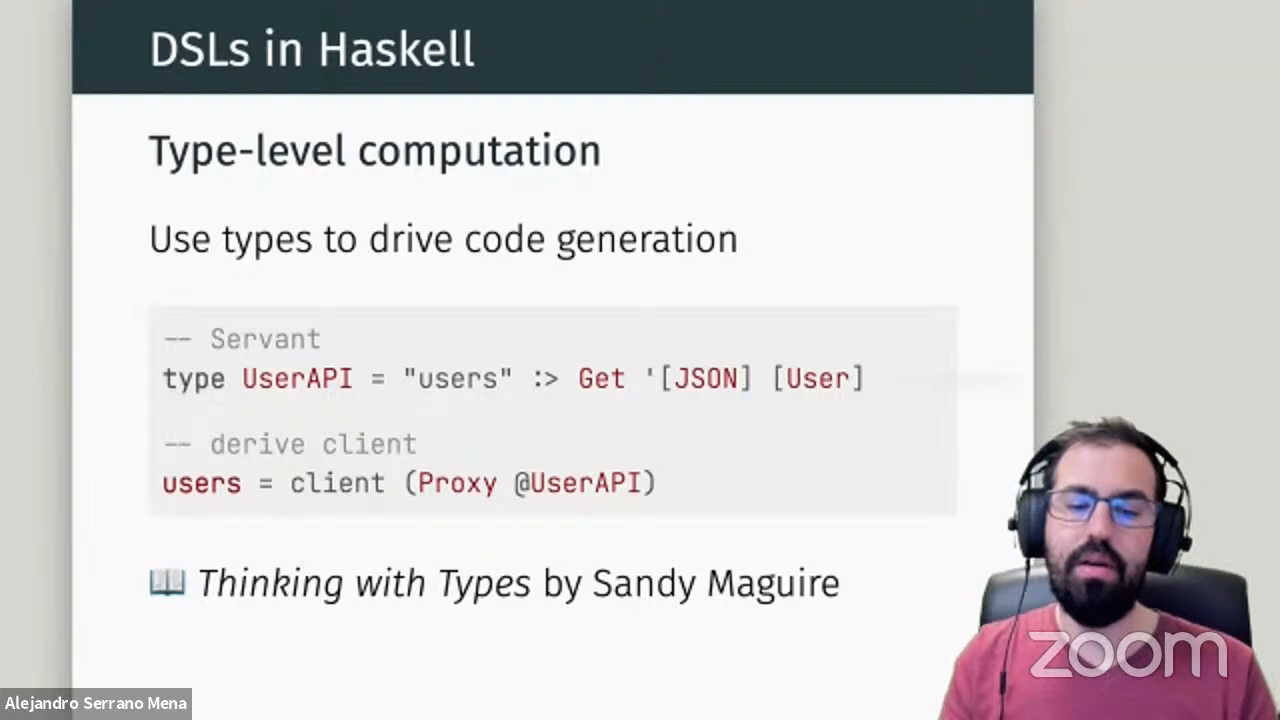 DSLs in Haskell
Type-level computation
Use types to drive code generation
-- Servant
type UserAPI = "users" :> Get '[JSON] [User]
-- derive client
users = client (Proxy @UserAPI)
📖 Thinking with Types by Sandy Maguire
zoom
Alejandro Serrano Mena